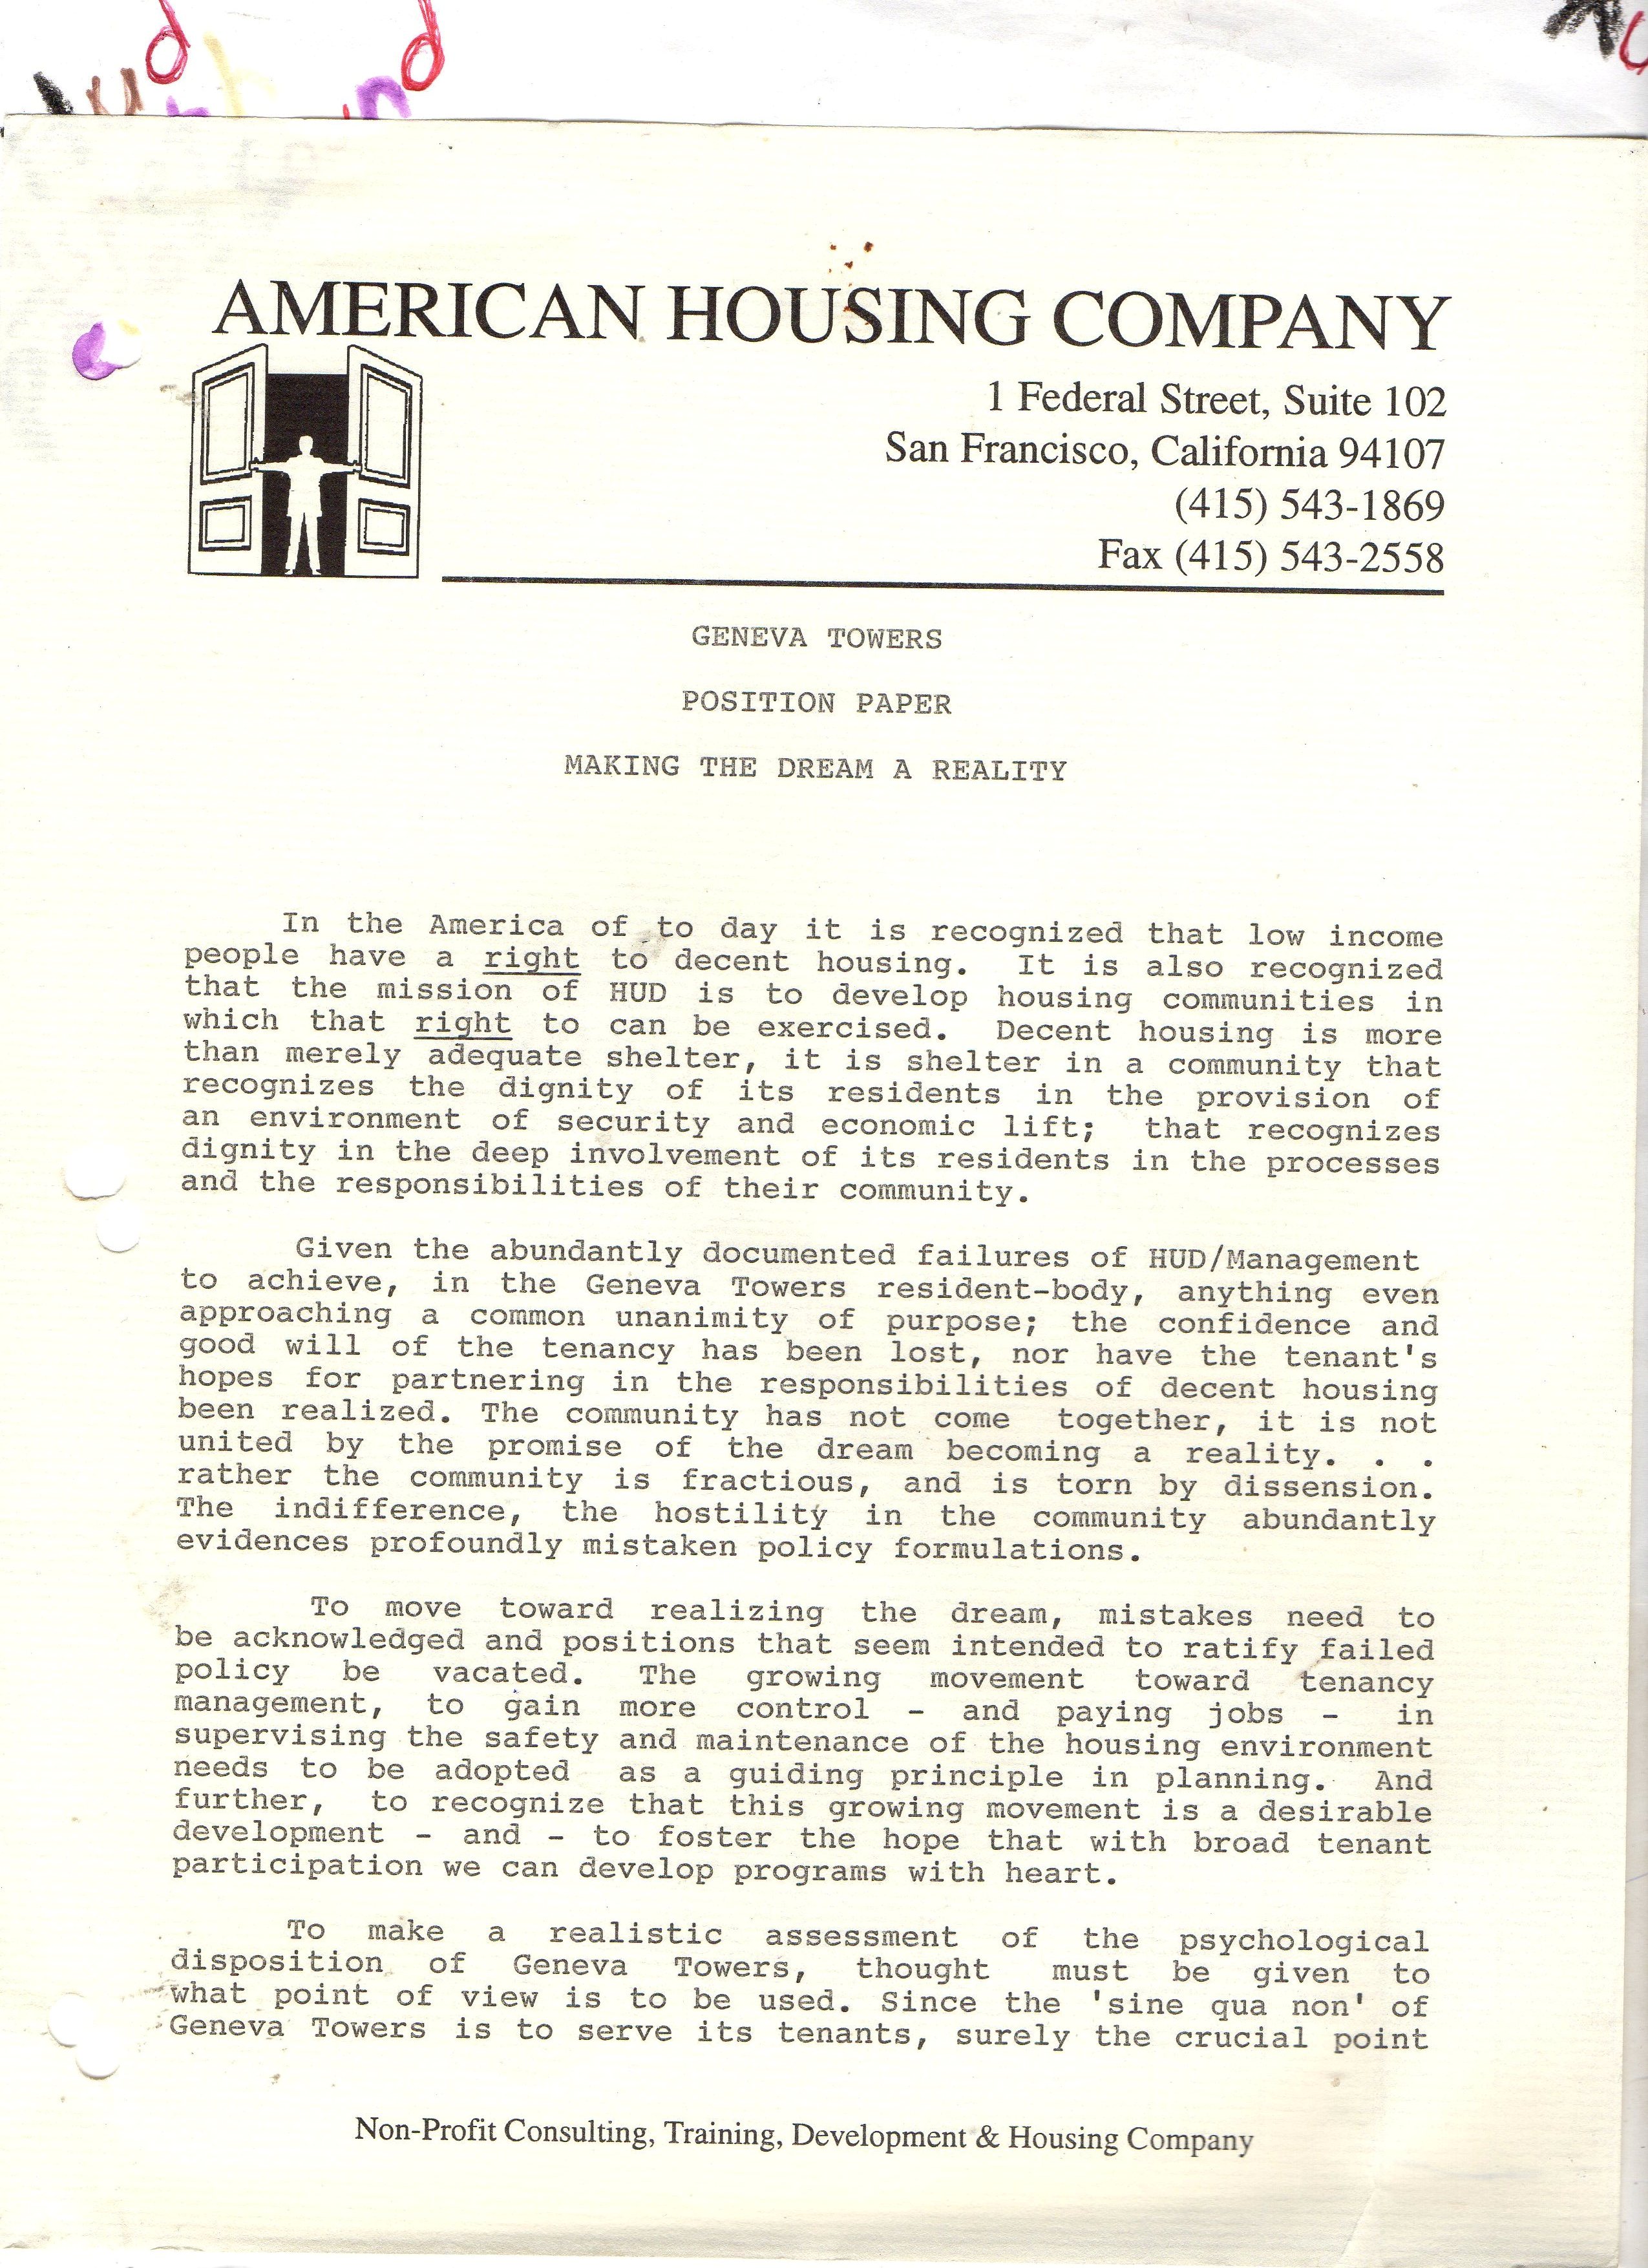 AMERICAN HOUSING COMPANY
1 Federal Street, Suite 102
San Francisco, California 94107
(415) 543-1869
Fax (415) 543-2558
GENEVA TOWERS
POSITION PAPER
MAKING THE DREAM A REALITY
In the America of to day it is recognized that low income
people have a right to decent housing. It is also recognized
that the mission of HUD is to develop housing communities in
which that right to can be exercised. Decent housing is more
than merely adequate shelter, it is shelter in a community that
recognizes the dignity of its residents in the provision of
an environment of security and economic lift; that recognizes
dignity in the deep involvement of its residents in the processes
and the responsibilities of their community.
Given the abundantly documented failures of HUD/Management
to achieve, in the Geneva Towers resident-body, anything even
approaching a common unanimity of purpose; the confidence and
good will of the tenancy has been lost, nor have the tenant's
hopes for partnering in the responsibilities of decent housing
been realized. The community has not come together, it is not
united by the promise of the dream becoming a reality. . .
rather the community is fractious, and is torn by dissension.
The indifference, the hostility in the community abundantly
evidences profoundly mistaken policy formulations.
To move toward realizing the dream, mistakes need to
be acknowledged and positions that seem intended to ratify failed
policy be vacated. The growing movement toward tenancy
management, to gain more control - and paying jobs - in
supervising the safety and maintenance of the housing environment
needs to be adopted as a guiding principle in planning. And
further, to recognize that this growing movement is a desirable
development - and - to foster the hope that with broad tenant
participation we can develop programs with heart.
To make a realistic assessment of the psychological
disposition of Geneva Towers, thought must be given to
what point of view is to be used. Since the 'sine qua non' of
Geneva Towers is to serve its tenants, surely the crucial point
Non-Profit Consulting, Training, Development & Housing Company